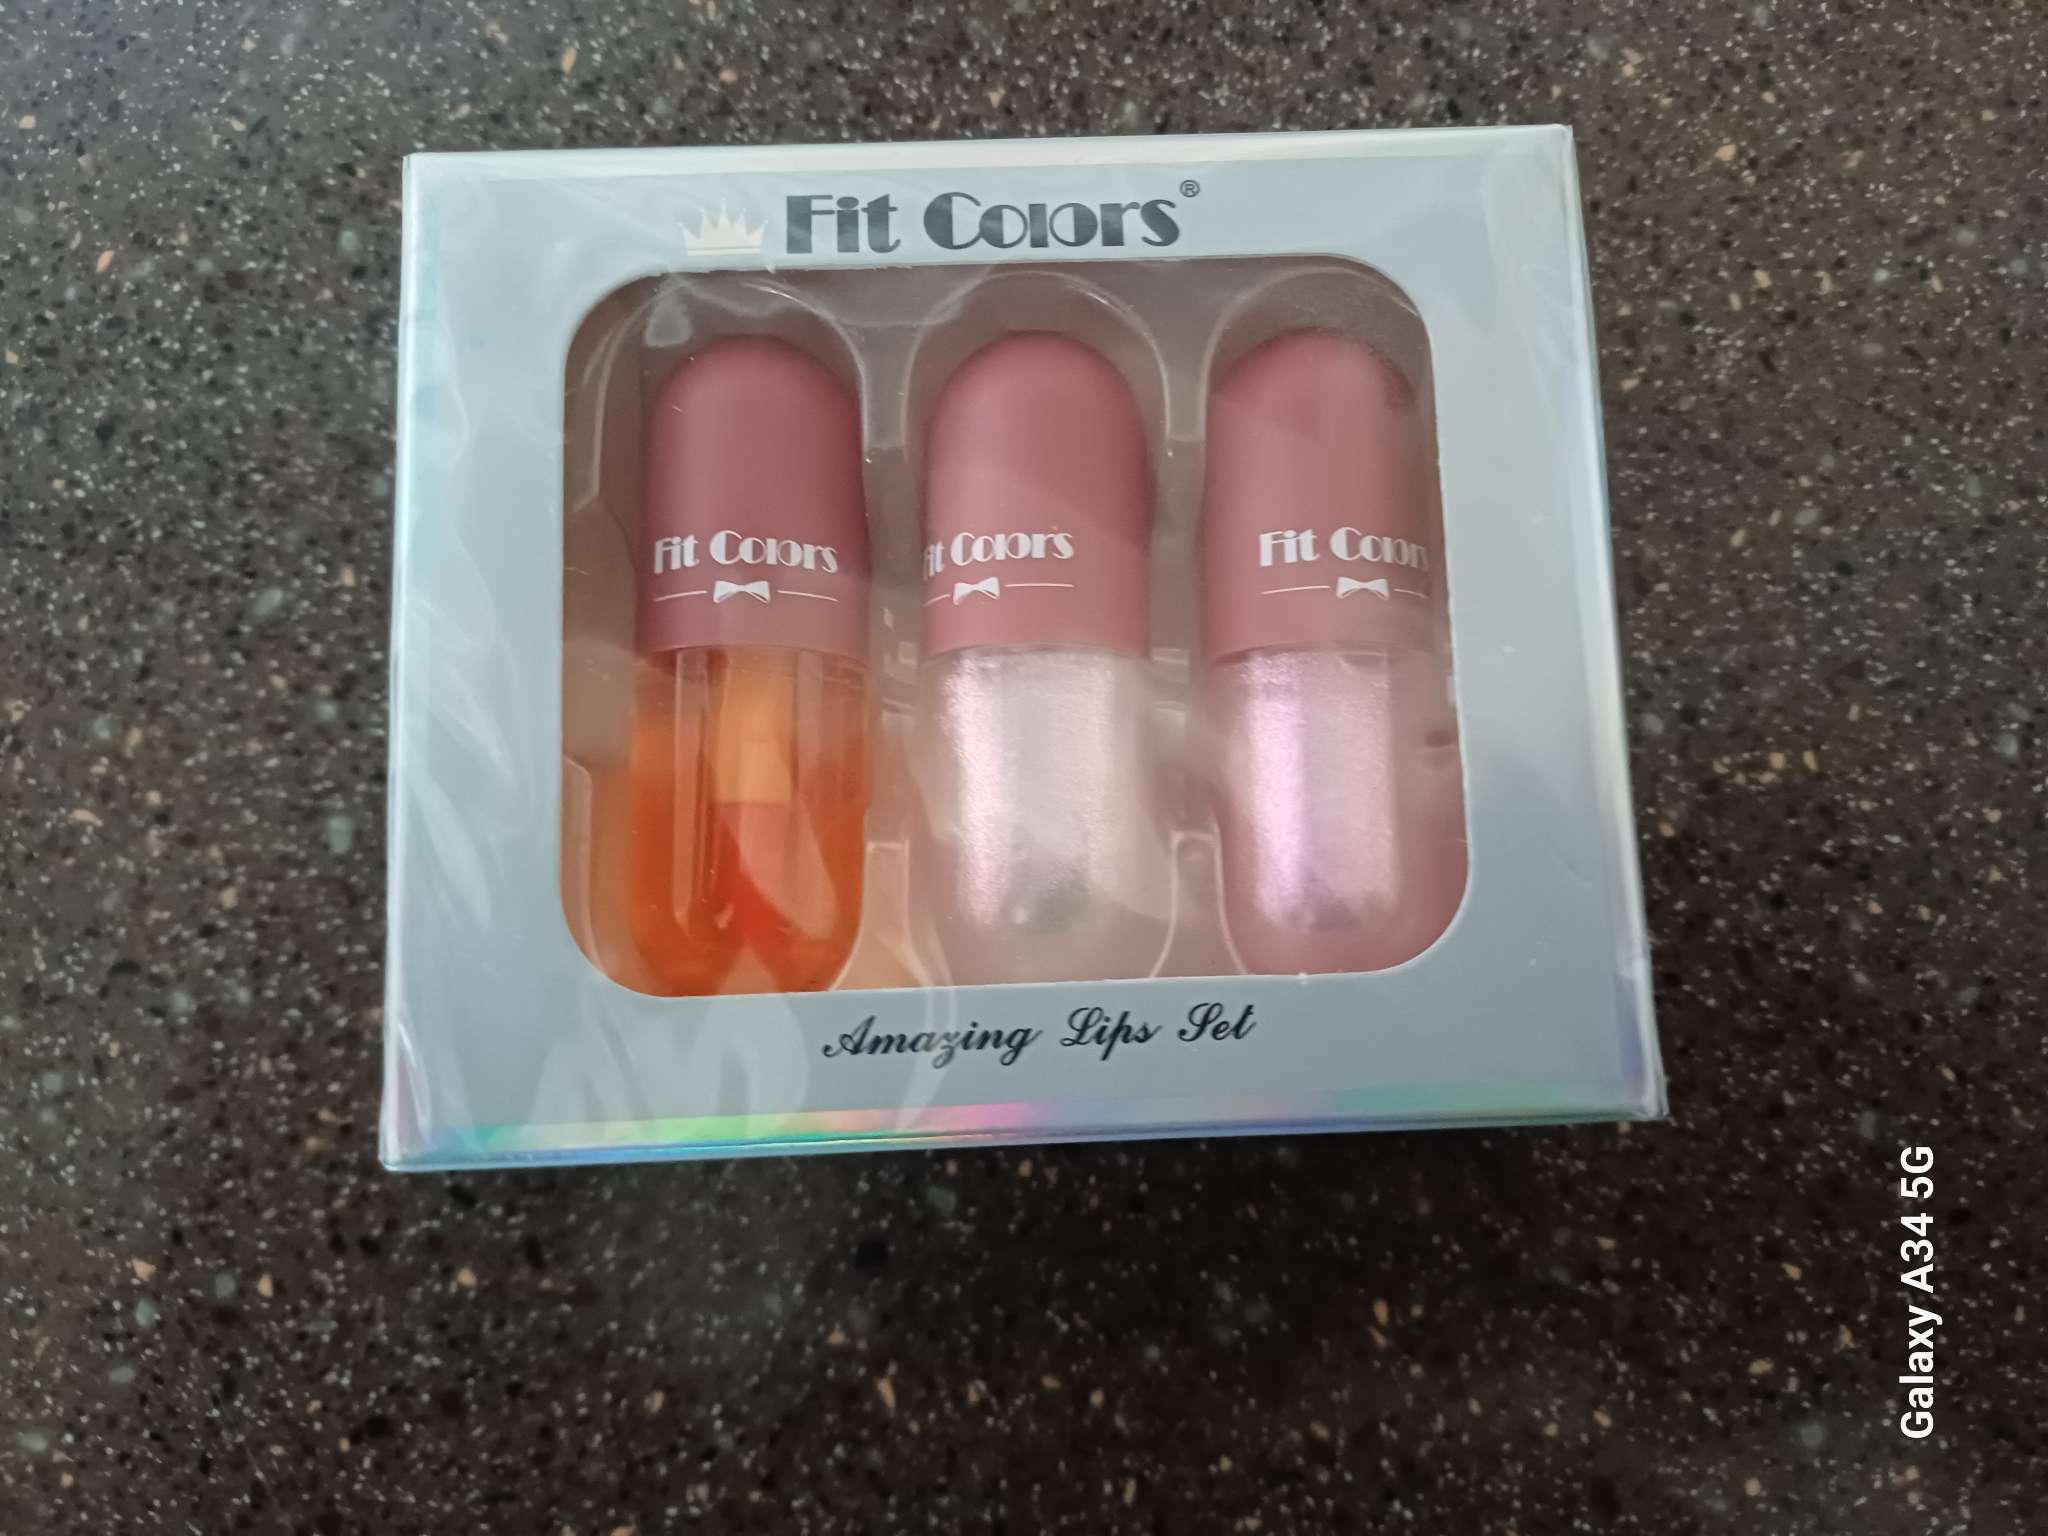 Fit Colors®
Fit Colors
Fit Colors
Fit Colors
Amazing Lips Set
Galaxy A34 5G